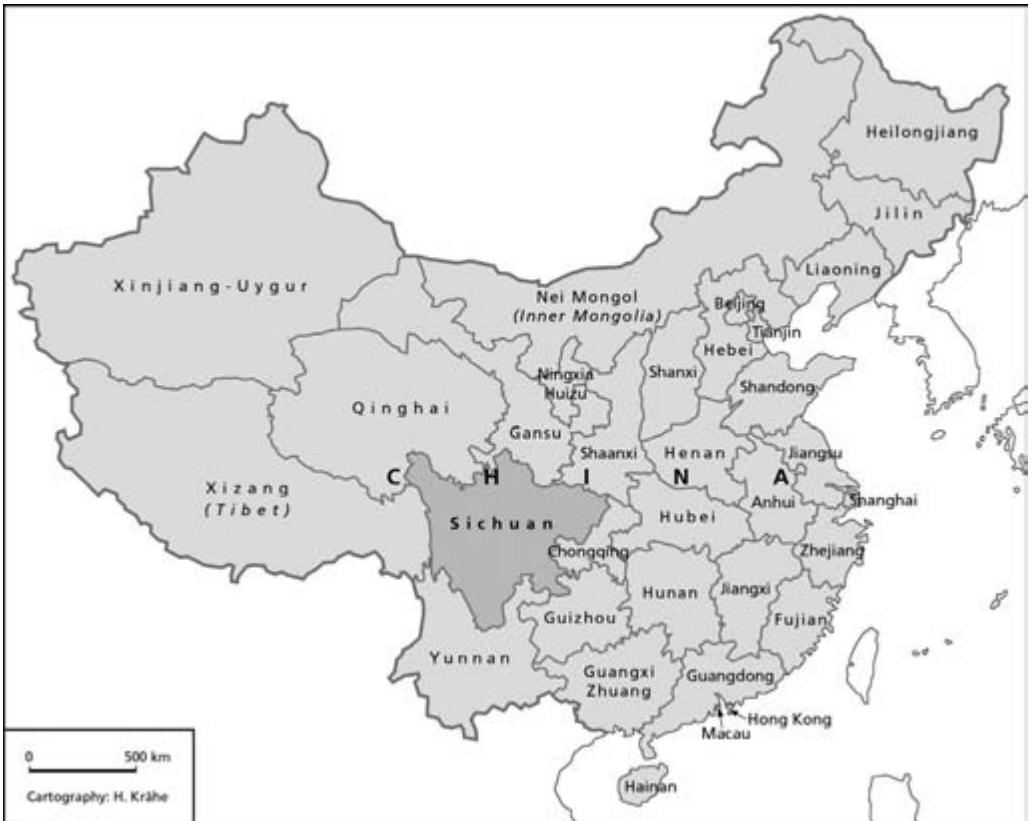 Heilongjiang
Jilin
Liaoning
Xinjiang-Uygur
Nei Mongol
(Inner Mongolia)
Beijing
Tianjin
Hebei
Shanxi
Ningxia
Huizu
Shandong
Qinghai
Gansu
Shaanxi
Henan
Jiangsu
CHINA
Xizang
(Tibet)
Anhui
Shanghai
Sichuan
Hubei
Chongqing
Zhejiang
Hunan
Jiangxi
Guizhou
Fujian
Yunnan
Guangxi
Zhuang
Guangdong
Hong Kong
Macau
Hainan
0 500 km
Cartography: H. Krähe